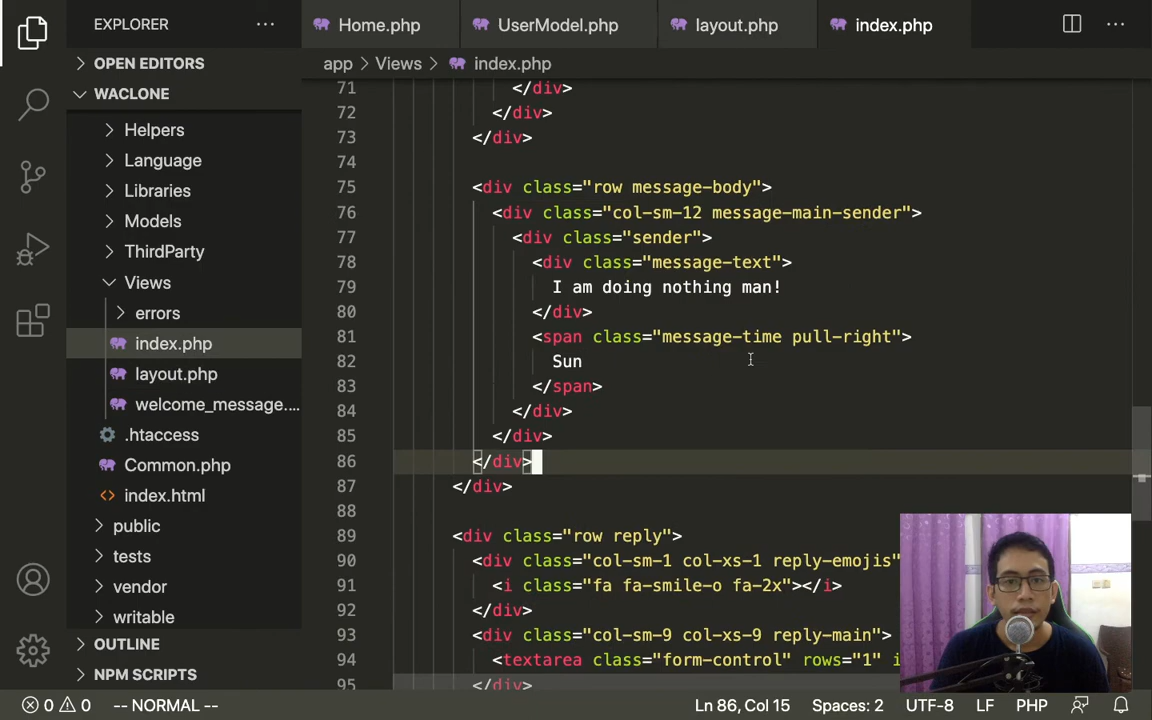 EXPLORER
Home.php
UserModel.php
layout.php
index.php
OPEN EDITORS
WACLONE
Helpers
Language
Libraries
Models
ThirdParty
Views
errors
index.php
layout.php
welcome_message....
.htaccess
Common.php
index.html
public
tests
vendor
writable
OUTLINE
NPM SCRIPTS
app > Views > index.php
71 </div>
72 </div>
73 </div>
74
75 <div class="row message-body">
76 <div class="col-sm-12 message-main-sender">
77 <div class="sender">
78 <div class="message-text">
79 I am doing nothing man!
80 </div>
81 <span class="message-time pull-right">
82 Sun
83 </span>
84 </div>
85 </div>
86 </div>
87 </div>
88
89 <div class="row reply">
90 <div class="col-sm-1 col-xs-1 reply-emojis"
91 <i class="fa fa-smile-o fa-2x"></i>
92 </div>
93 <div class="col-sm-9 col-xs-9 reply-main">
94 <textarea class="form-control" rows="1" i
95 </div>
0 0 -- NORMAL -- Ln 86, Col 15 Spaces: 2 UTF-8 LF PHP